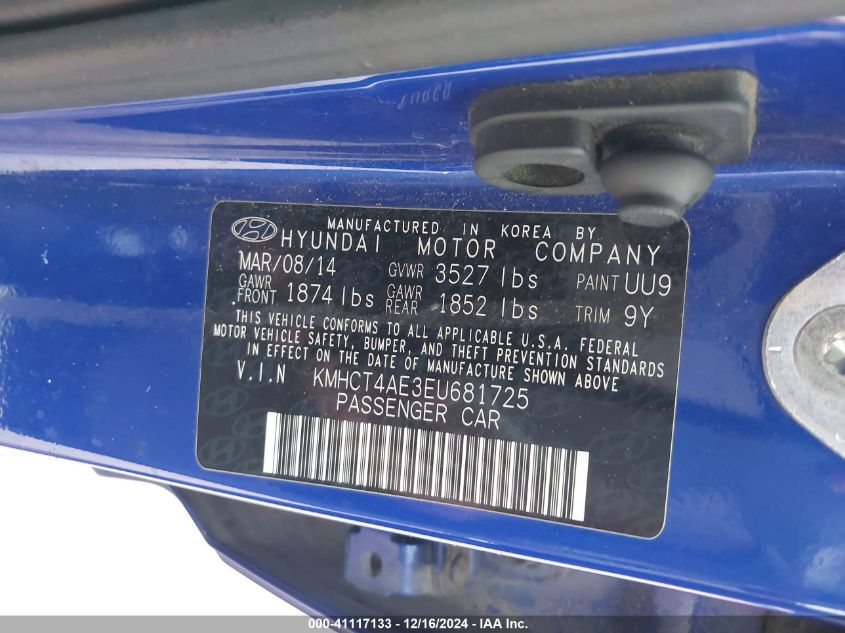 MANUFACTURED IN KOREA BY
HYUNDAI MOTOR COMPANY
MAR/08/14 GVWR 3527 lbs PAINT UU9
GAWR FRONT 1874 lbs GAWR REAR 1852 lbs TRIM 9Y
THIS VEHICLE CONFORMS TO ALL APPLICABLE U.S.A. FEDERAL
MOTOR VEHICLE SAFETY, BUMPER, AND THEFT PREVENTION STANDARDS
IN EFFECT ON THE DATE OF MANUFACTURE SHOWN ABOVE
V.I.N KMHCT4AE3EU681725
PASSENGER CAR
000-41117133 - 12/16/2024 - IAA Inc.